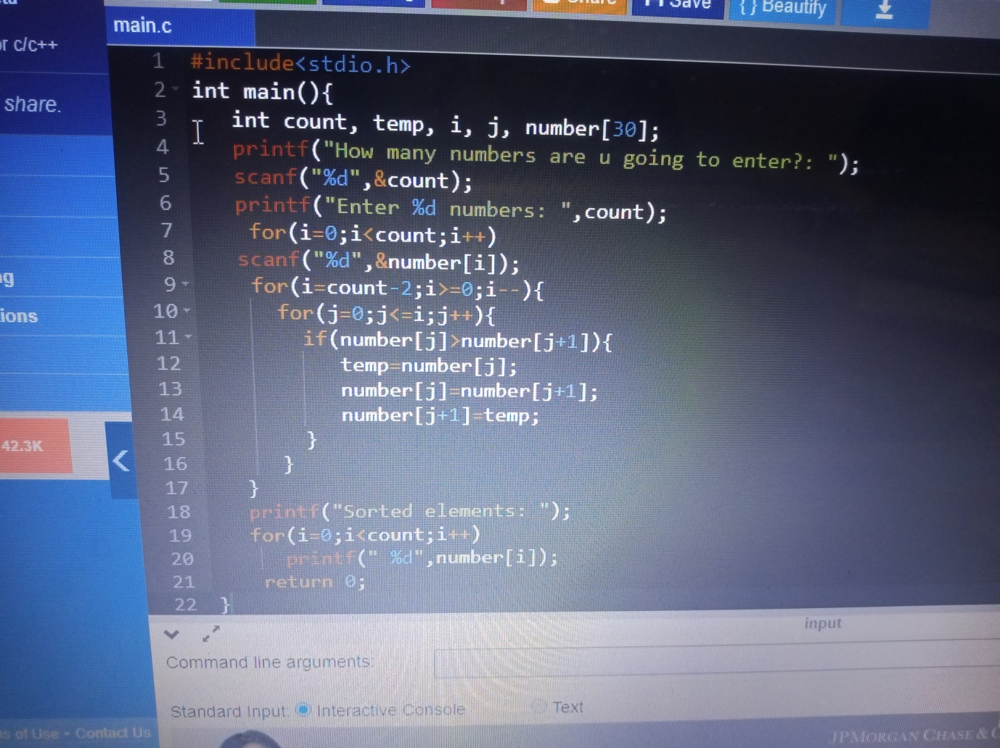 Save
{ } Beautify
main.c
or c/c++
share.
ions
42.3K
1 #include<stdio.h>
2 int main(){
3 int count, temp, i, j, number[30];
4 printf("How many numbers are u going to enter?: ");
5 scanf("%d",&count);
6 printf("Enter %d numbers: ",count);
7 for(i=0;i<count;i++)
8 scanf("%d",&number[i]);
9 for(i=count-2;i>=0;i--){
10 for(j=0;j<=i;j++){
11 if(number[j]>number[j+1]){
12 temp=number[j];
13 number[j]=number[j+1];
14 number[j+1]=temp;
15 }
16 }
17 }
18 printf("Sorted elements: ");
19 for(i=0;i<count;i++)
20 printf(" %d",number[i]);
21 return 0;
22 }
input
Command line arguments:
Standard Input: Interactive Console Text
of Use • Contact Us
JPMORGAN CHASE &